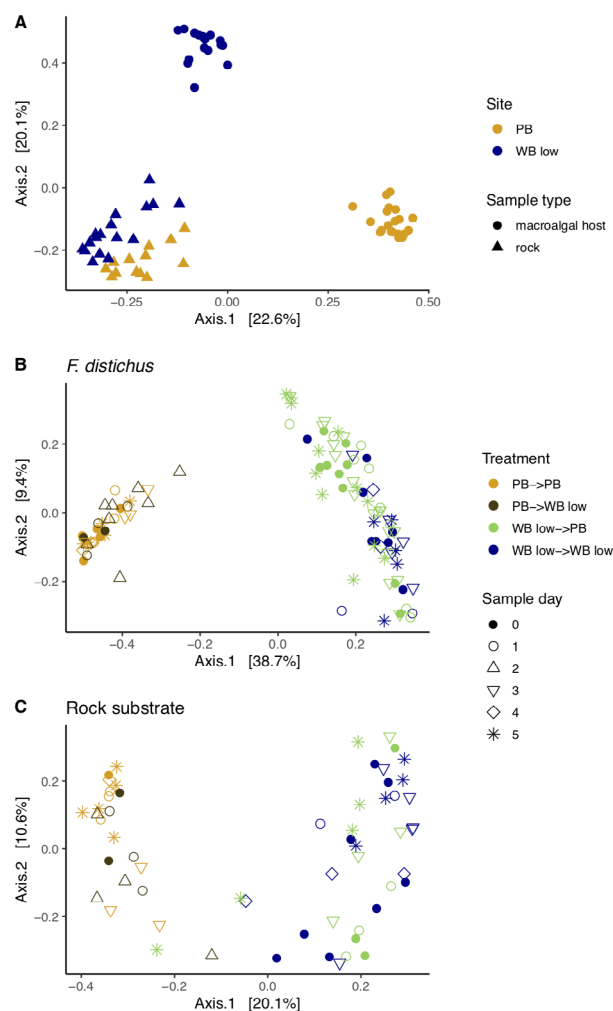 A
Axis.2 [20.1%]
0.4
0.2
0.0
−0.2
−0.25
0.00
0.25
0.50
Axis.1 [22.6%]
Site
PB
WB low
Sample type
macroalgal host
rock
B
F. distichus
Axis.2 [9.4%]
0.2
0.0
−0.2
−0.4
−0.2
0.0
0.2
Axis.1 [38.7%]
Treatment
PB−>PB
PB−>WB low
WB low−>PB
WB low−>WB low
Sample day
0
1
2
3
4
5
C
Rock substrate
Axis.2 [10.6%]
0.2
0.0
−0.2
−0.4
−0.2
0.0
0.2
Axis.1 [20.1%]